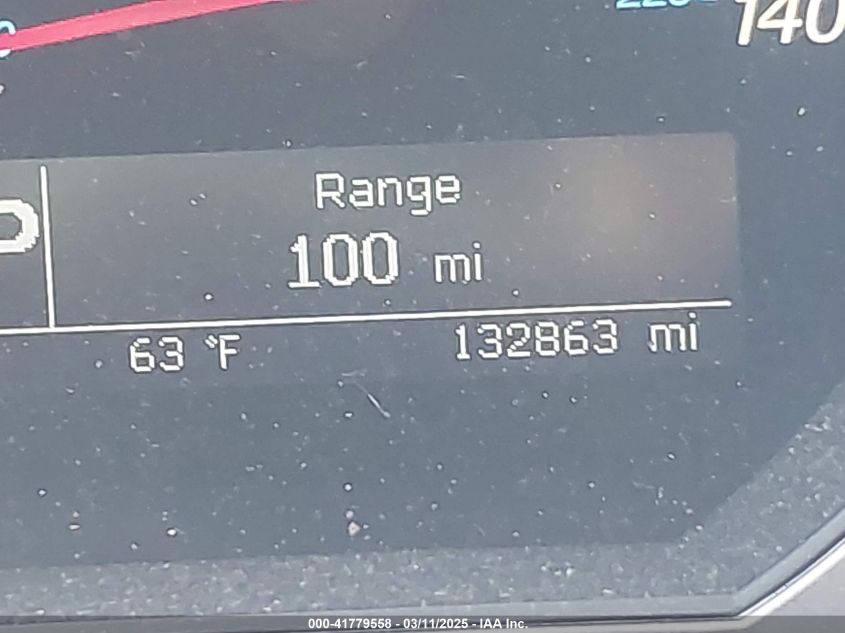 140
Range
100 mi
63 °F
132863 mi
000-41779558 - 03/11/2025 - IAA Inc.